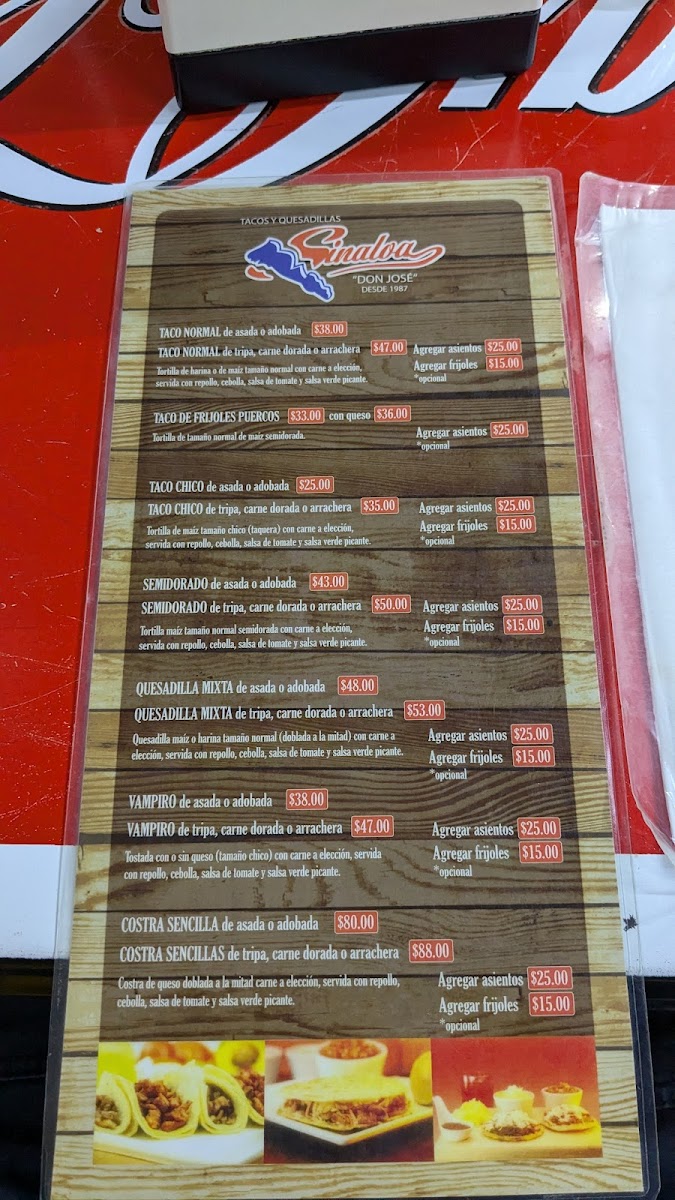 TACOS Y QUESADILLAS
Sinaloa
"DON JOSÉ"
DESDE 1987
TACO NORMAL de asada o adobada $38.00
TACO NORMAL de tripa, carne dorada o arrachera $47.00 Agregar asientos $25.00
Agregar frijoles $15.00
Tortilla de harina o de maíz tamaño normal con carne a elección,
servida con repollo, cebolla, salsa de tomate y salsa verde picante.
*opcional
TACO DE FRIJOLES PUERCOS $33.00 con queso $36.00
Tortilla de tamaño normal de maíz semidorada.
Agregar asientos $25.00
*opcional
TACO CHICO de asada o adobada $25.00
TACO CHICO de tripa, carne dorada o arrachera $35.00 Agregar asientos $25.00
Agregar frijoles $15.00
Tortilla de maíz tamaño chico (taquera) con carne a elección,
servida con repollo, cebolla, salsa de tomate y salsa verde picante.
*opcional
SEMIDORADO de asada o adobada $43.00
SEMIDORADO de tripa, carne dorada o arrachera $50.00 Agregar asientos $25.00
Agregar frijoles $15.00
Tortilla maíz tamaño normal semidorada con carne a elección,
servida con repollo, cebolla, salsa de tomate y salsa verde picante.
*opcional
QUESADILLA MIXTA de asada o adobada $48.00
QUESADILLA MIXTA de tripa, carne dorada o arrachera $53.00
Quesadilla maíz o harina tamaño normal (doblada a la mitad) con carne a
elección, servida con repollo, cebolla, salsa de tomate y salsa verde picante.
Agregar asientos $25.00
Agregar frijoles $15.00
*opcional
VAMPIRO de asada o adobada $38.00
VAMPIRO de tripa, carne dorada o arrachera $47.00 Agregar asientos $25.00
Agregar frijoles $15.00
Tostada con o sin queso (tamaño chico) con carne a elección, servida
con repollo, cebolla, salsa de tomate y salsa verde picante.
*opcional
COSTRA SENCILLA de asada o adobada $80.00
COSTRA SENCILLAS de tripa, carne dorada o arrachera $88.00
Costra de queso doblada a la mitad carne a elección, servida con repollo,
cebolla, salsa de tomate y salsa verde picante.
Agregar asientos $25.00
Agregar frijoles $15.00
*opcional